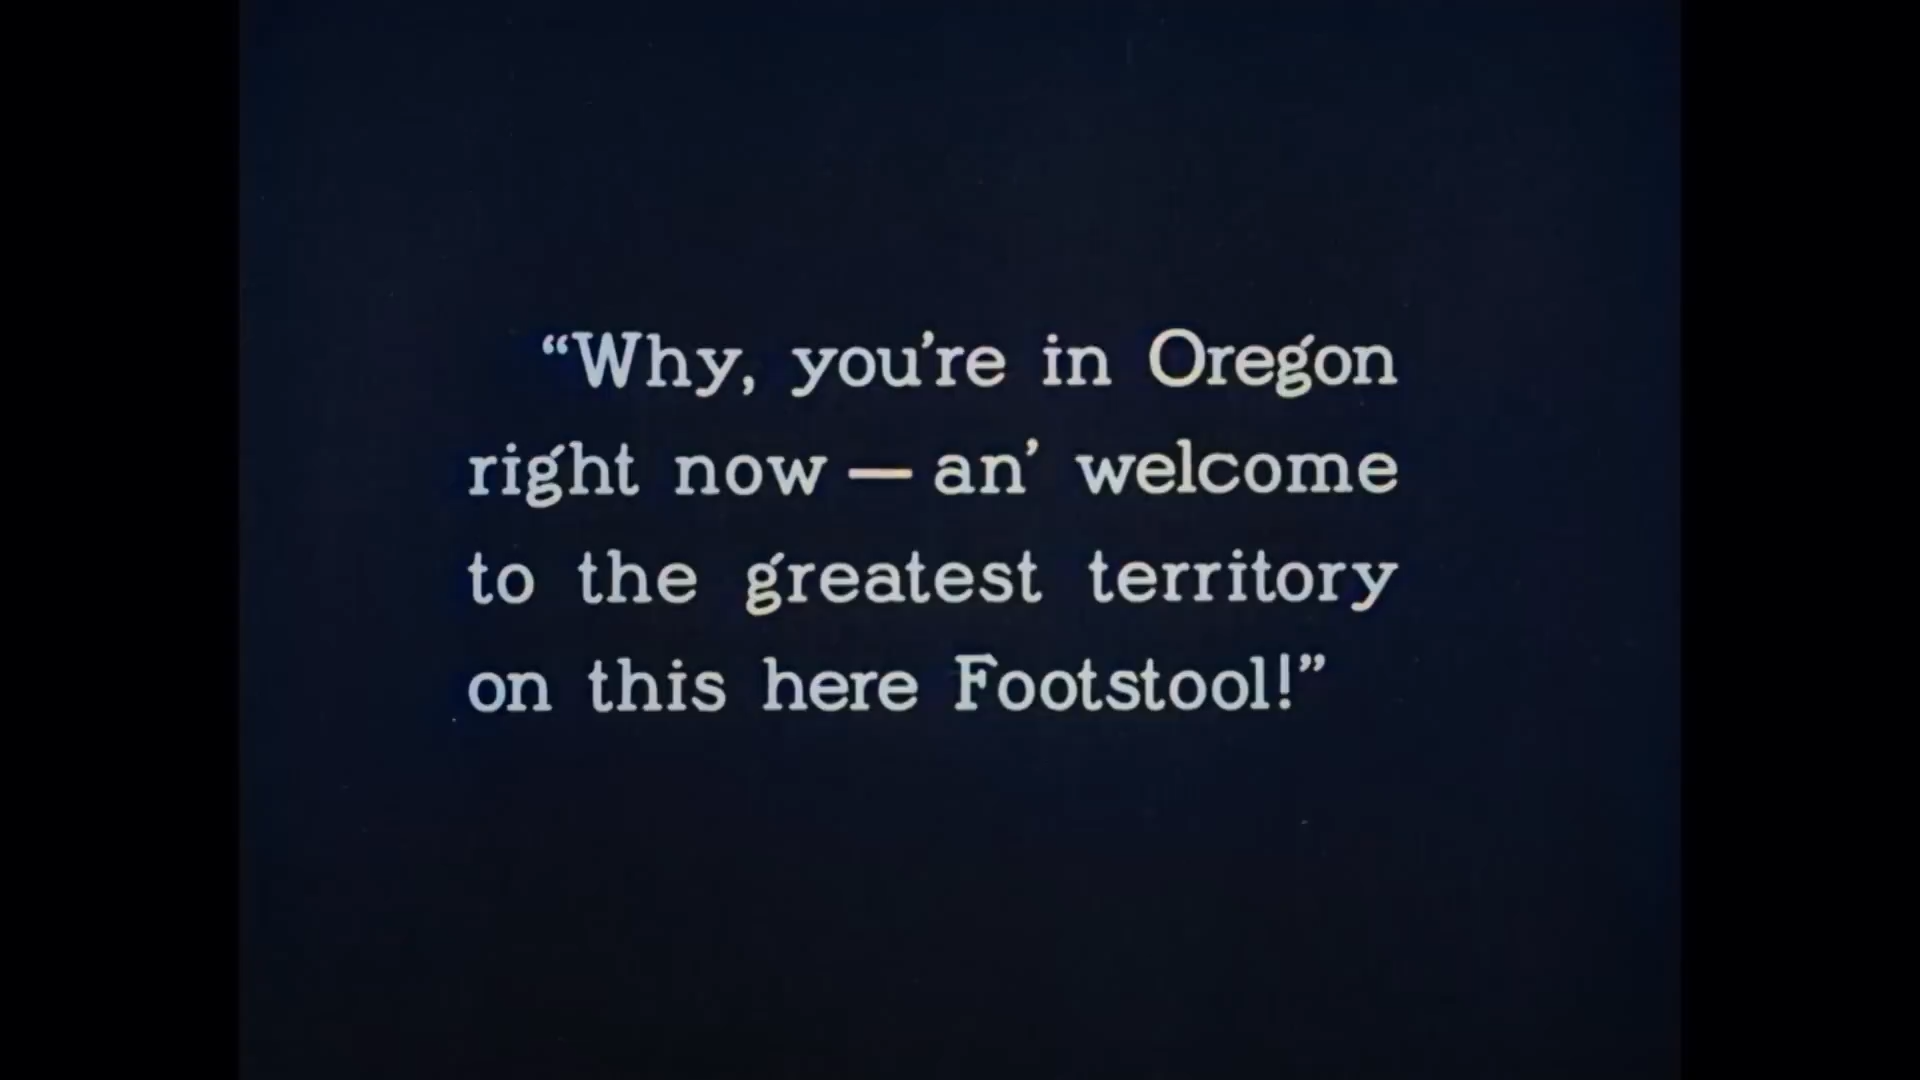 “Why, you’re in Oregon
right now — an’ welcome
to the greatest territory
on this here Footstool!”